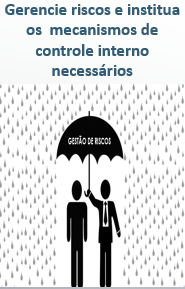 Gerencie riscos e institua
os mecanismos de
controle interno
necessários
GESTÃO DE RISCOS